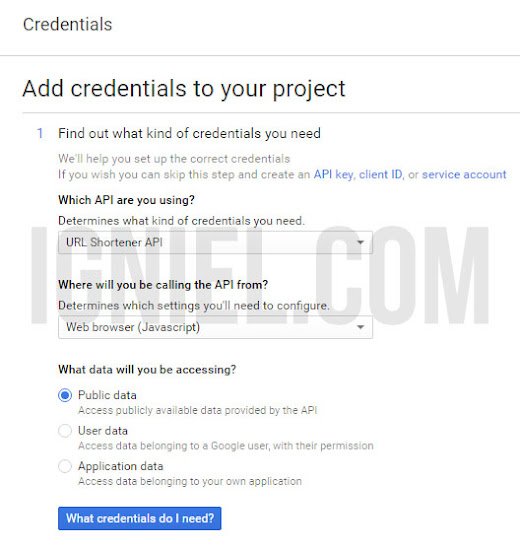 Credentials
Add credentials to your project
1 Find out what kind of credentials you need
We'll help you set up the correct credentials
If you wish you can skip this step and create an API key, client ID, or service account
Which API are you using?
Determines what kind of credentials you need.
URL Shortener API
IGNIEL.COM
Where will you be calling the API from?
Determines which settings you'll need to configure.
Web browser (Javascript)
What data will you be accessing?
Public data
Access publicly available data provided by the API
User data
Access data belonging to a Google user, with their permission
Application data
Access data belonging to your own application
What credentials do I need?